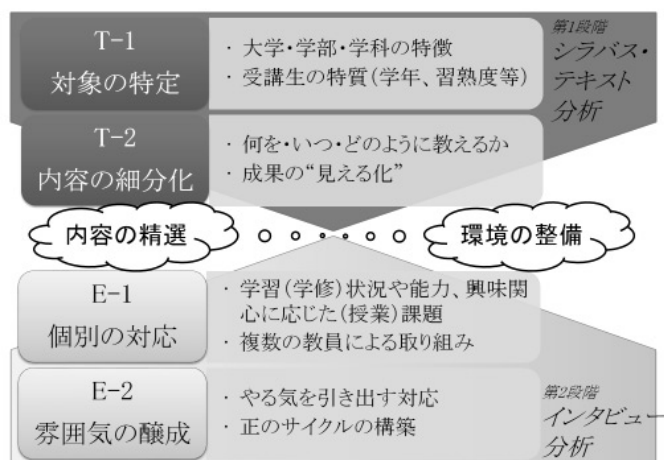 T-1
対象の特定
・大学・学部・学科の特徴
・受講生の特質(学年、習熟度等)
第1段階
シラバス・
テキスト
分析
T-2
内容の細分化
・何を・いつ・どのように教えるか
・成果の“見える化”
内容の精選
環境の整備
E-1
個別の対応
・学習(学修)状況や能力、興味関
心に応じた(授業)課題
・複数の教員による取り組み
E-2
雰囲気の醸成
・やる気を引き出す対応
・正のサイクルの構築
第2段階
インタビュー
分析